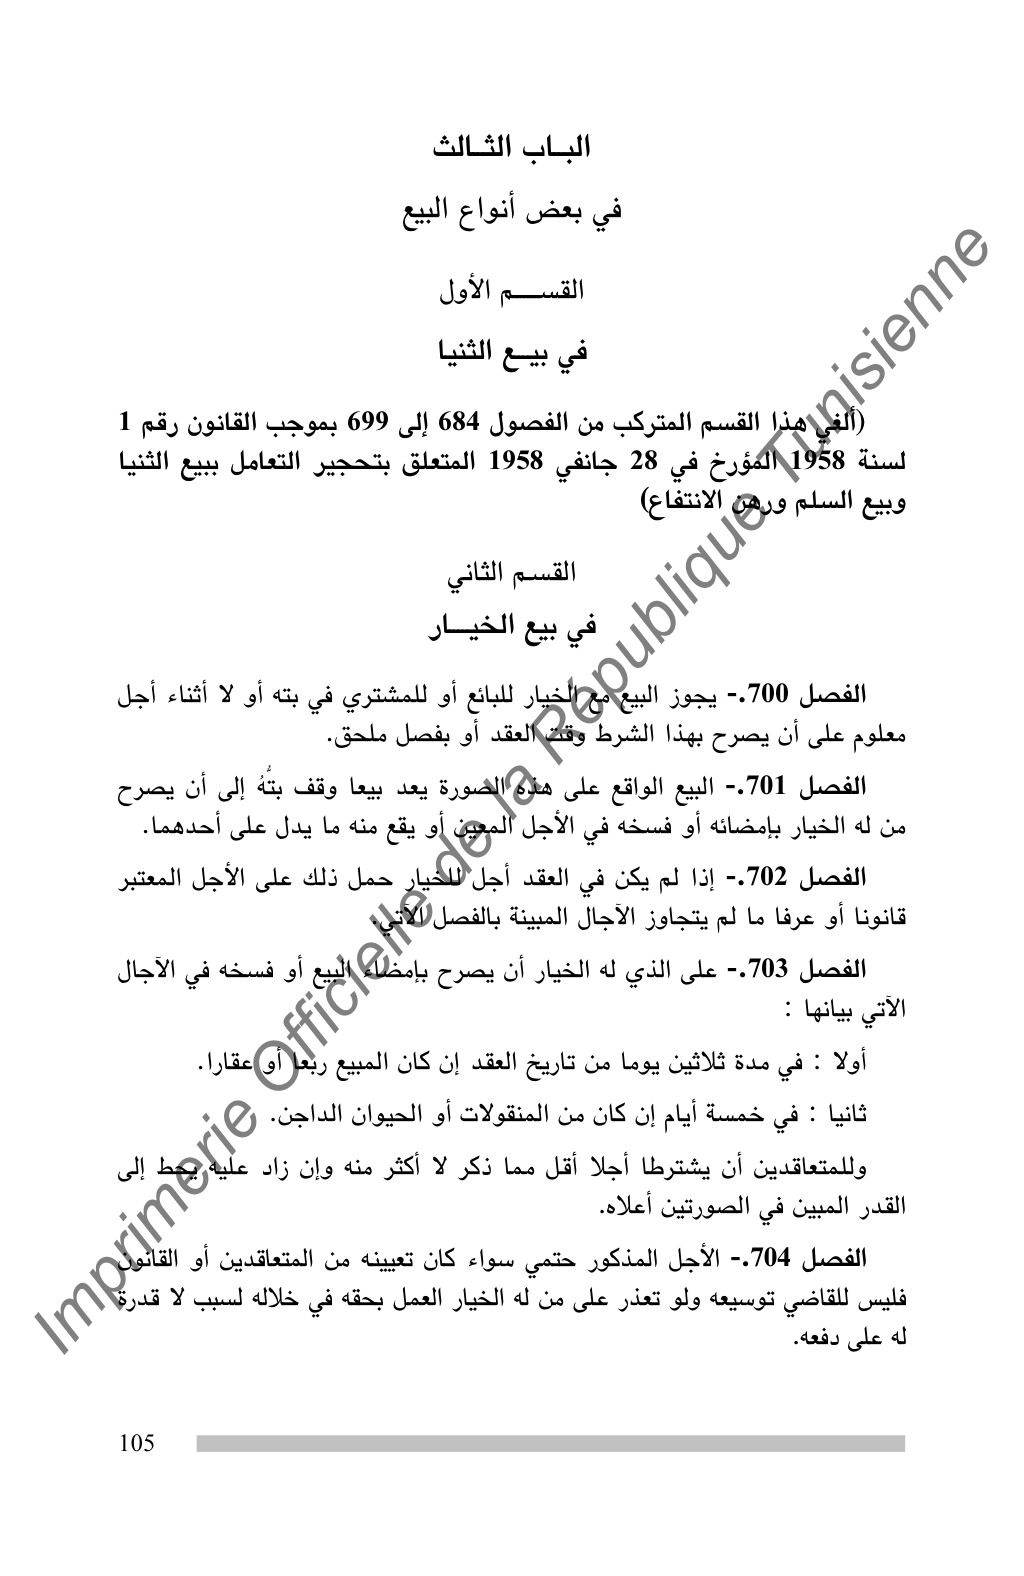 البــاب الثــالث
في بعض أنواع البيع
القســـم الأول
في بيــع الثنيـا
(ألغي هذا القسم المتركب من الفصول 684 إلى 699 بموجب القانون رقم 1
لسنة 1958 المؤرخ في 28 جانفي 1958 المتعلق بتحجير التعامل ببيع الثنيـا
وبيع السلم ورهن الانتفاع)
القسـم الثاني
في بيع الخيـــار
الفصل 700.- يجوز البيع مع الخيار للبائع أو للمشتري في بته أو لا أثناء أجل
معلوم على أن يصرح بهذا الشرط وقت العقد أو بفصل ملحق.
الفصل 701.- البيع الواقع على هذه الصورة يعد بيعا وقف بتُّهُ إلى أن يصرح
من له الخيار بإمضائه أو فسخه في الأجل المعين أو يقع منه ما يدل على أحدهما.
الفصل 702.- إذا لم يكن في العقد أجل للخيار حمل ذلك على الأجل المعتبر
قانونا أو عرفا ما لم يتجاوز الآجال المبينة بالفصل الآتي.
الفصل 703.- على الذي له الخيار أن يصرح بإمضاء البيع أو فسخه في الآجال
الآتي بيانها :
أولا : في مدة ثلاثين يوما من تاريخ العقد إن كان المبيع ربعا أو عقارا.
ثانيا : في خمسة أيام إن كان من المنقولات أو الحيوان الداجن.
وللمتعاقدين أن يشترطا أجلا أقل مما ذكر لا أكثر منه وإن زاد عليه يحط إلى
القدر المبين في الصورتين أعلاه.
الفصل 704.- الأجل المذكور حتمي سواء كان تعيينه من المتعاقدين أو القانون
فليس للقاضي توسيعه ولو تعذر على من له الخيار العمل بحقه في خلاله لسبب لا قدرة
له على دفعه.
105
Imprimerie Officielle de la République Tunisienne